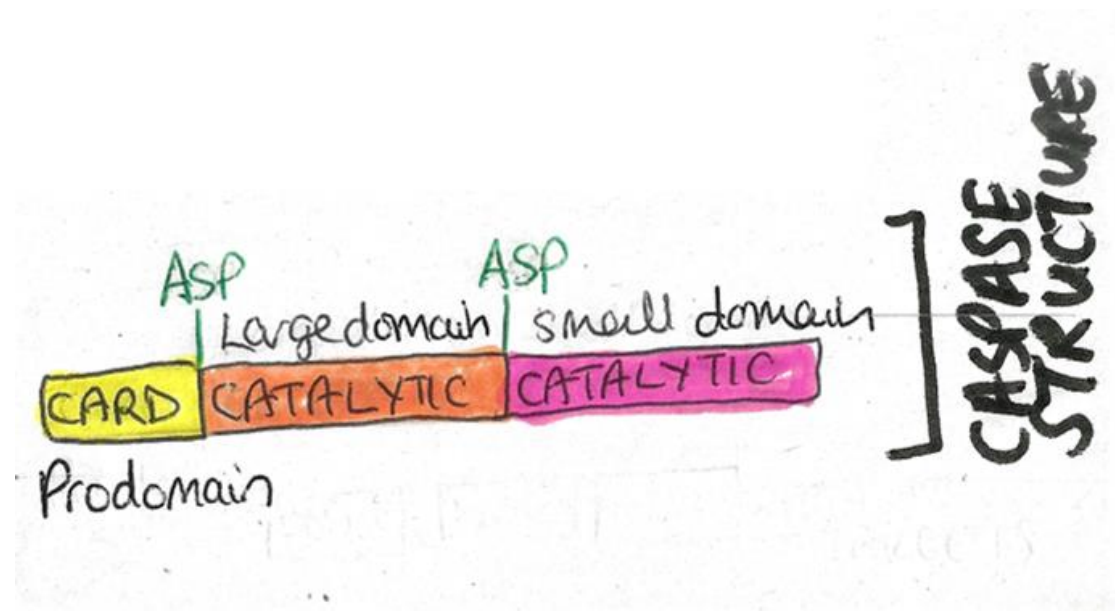 ASP ASP
Large domain small domain
CARD CATALYTIC CATALYTIC
Prodomain
CASPASE
STRUCTURE